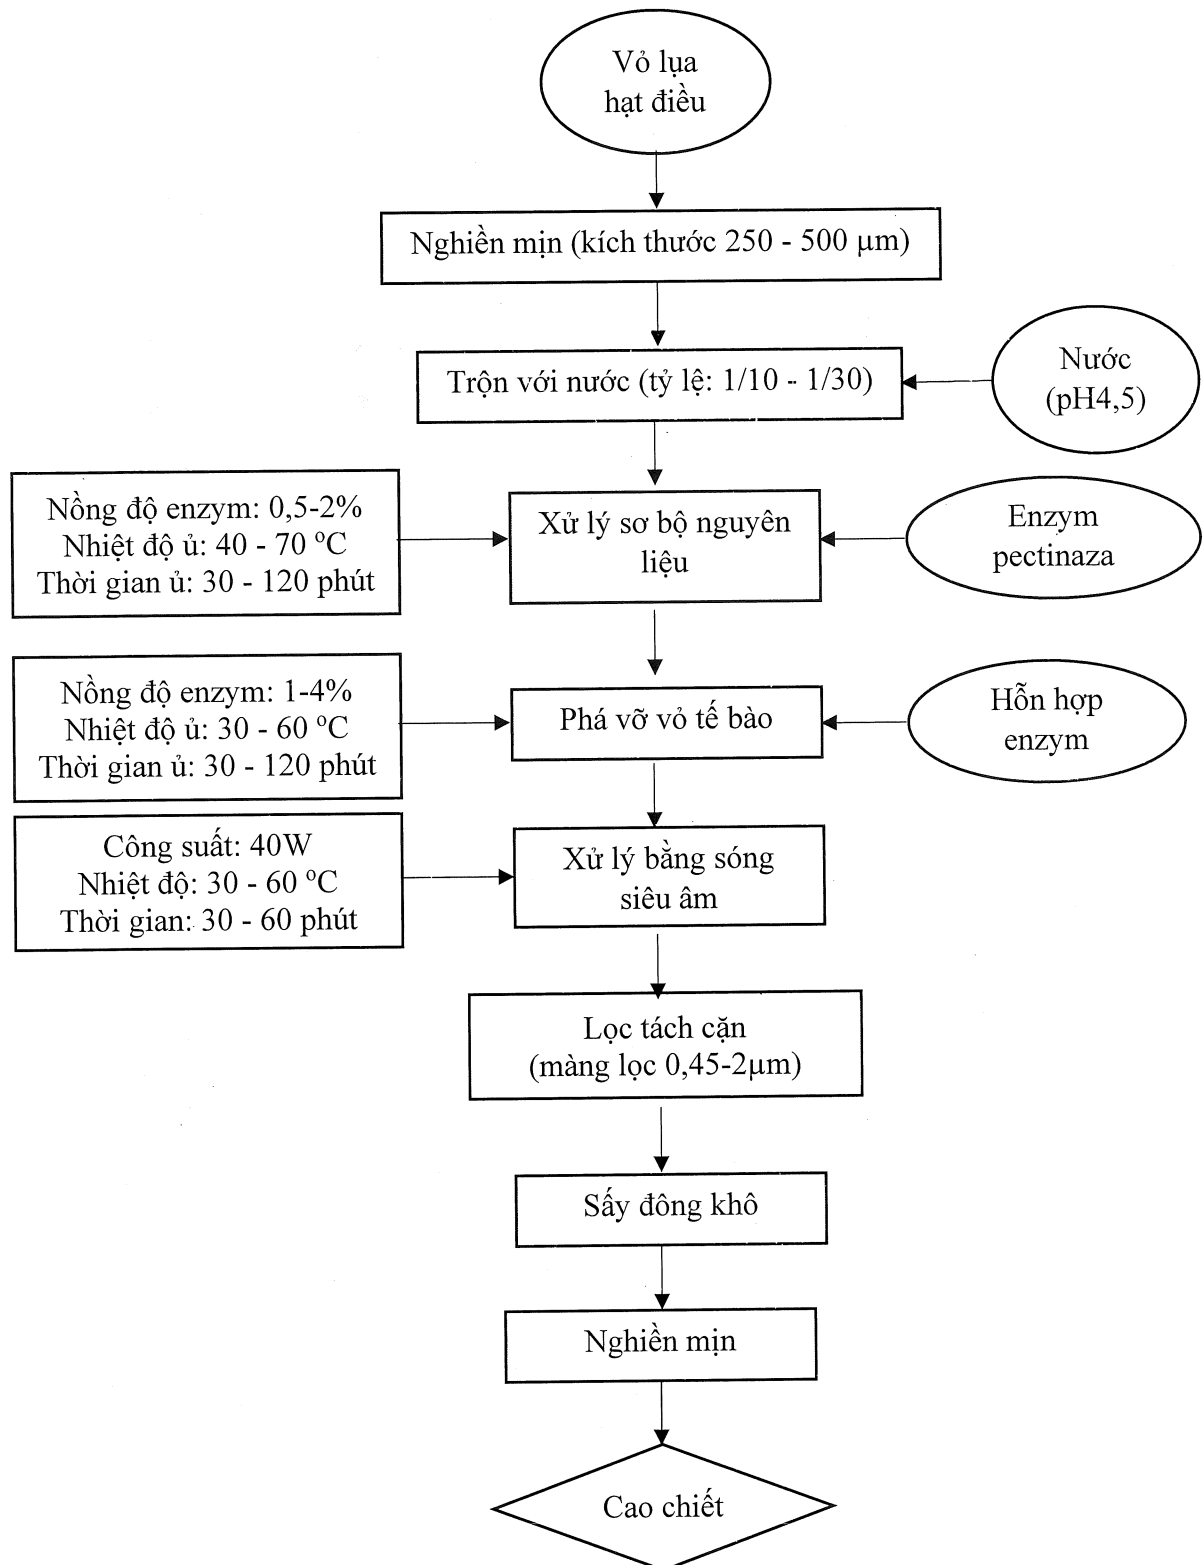 Vỏ lụa
hạt điều
Nghiền mịn (kích thước 250 - 500 µm)
Trộn với nước (tỷ lệ: 1/10 - 1/30)
Nước
(pH4,5)
Nồng độ enzym: 0,5-2%
Nhiệt độ ủ: 40 - 70 ºC
Thời gian ủ: 30 - 120 phút
Xử lý sơ bộ nguyên
liệu
Enzym
pectinaza
Nồng độ enzym: 1-4%
Nhiệt độ ủ: 30 - 60 ºC
Thời gian ủ: 30 - 120 phút
Phá vỡ vỏ tế bào
Hỗn hợp
enzym
Công suất: 40W
Nhiệt độ: 30 - 60 ºC
Thời gian: 30 - 60 phút
Xử lý bằng sóng
siêu âm
Lọc tách cặn
(màng lọc 0,45-2µm)
Sấy đông khô
Nghiền mịn
Cao chiết